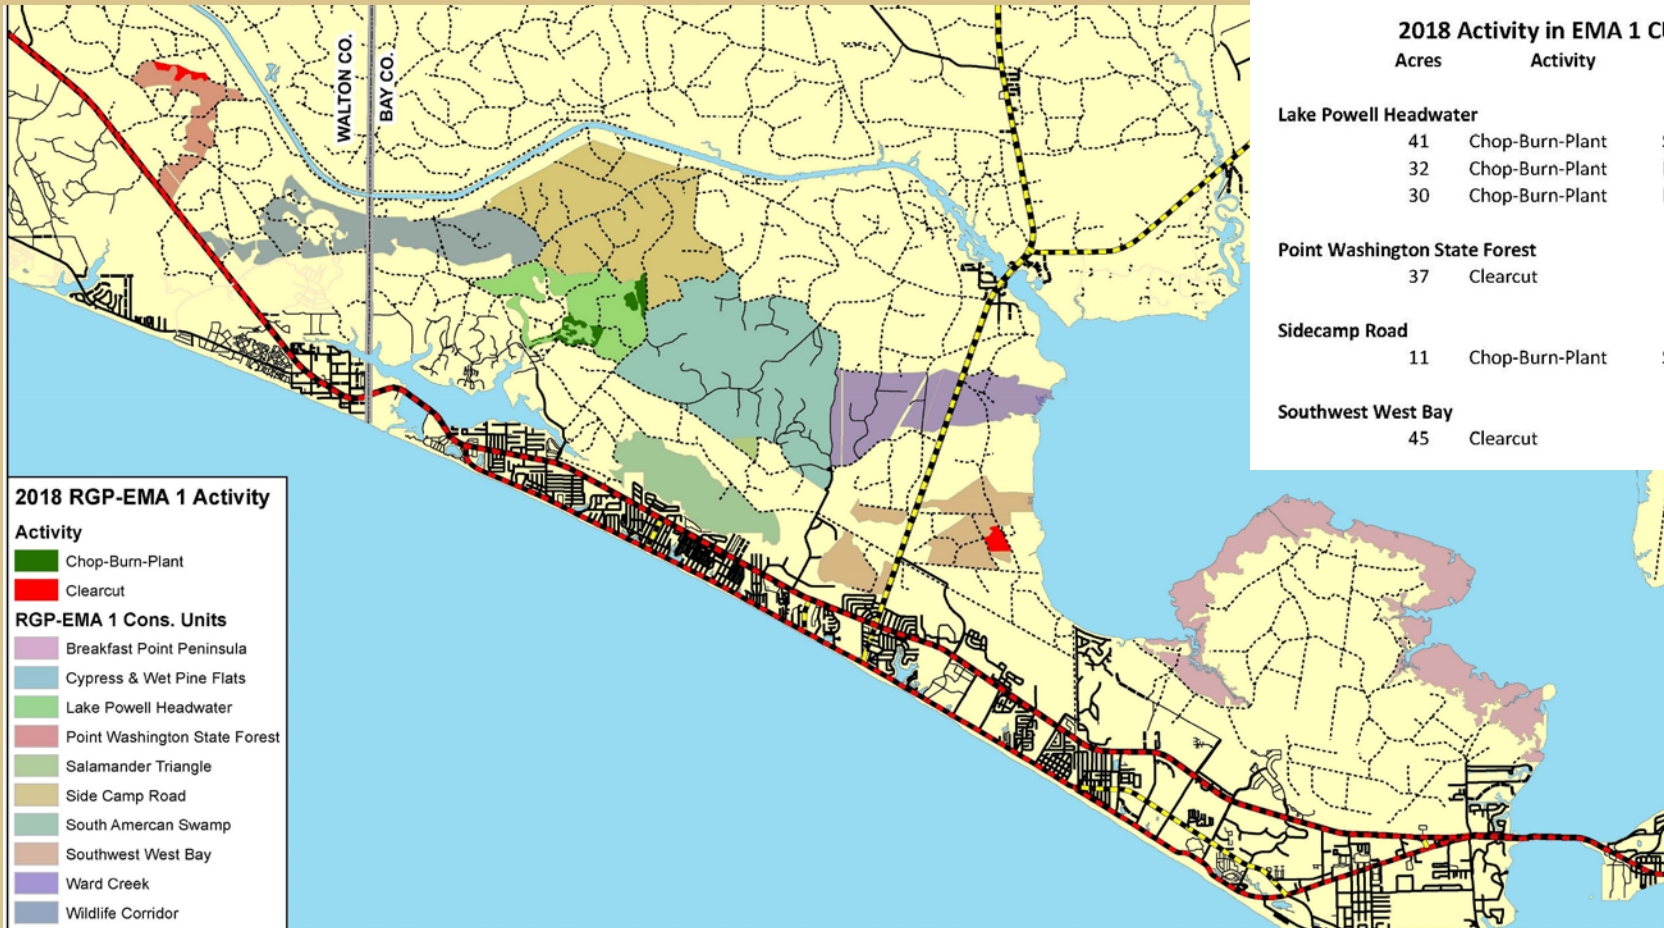 WALTON CO.
BAY CO.
2018 Activity in EMA 1 CU
Acres Activity
Lake Powell Headwater
41 Chop-Burn-Plant
32 Chop-Burn-Plant
30 Chop-Burn-Plant
Point Washington State Forest
37 Clearcut
Sidecamp Road
11 Chop-Burn-Plant
Southwest West Bay
45 Clearcut
2018 RGP-EMA 1 Activity
Activity
Chop-Burn-Plant
Clearcut
RGP-EMA 1 Cons. Units
Breakfast Point Peninsula
Cypress & Wet Pine Flats
Lake Powell Headwater
Point Washington State Forest
Salamander Triangle
Side Camp Road
South Amercan Swamp
Southwest West Bay
Ward Creek
Wildlife Corridor